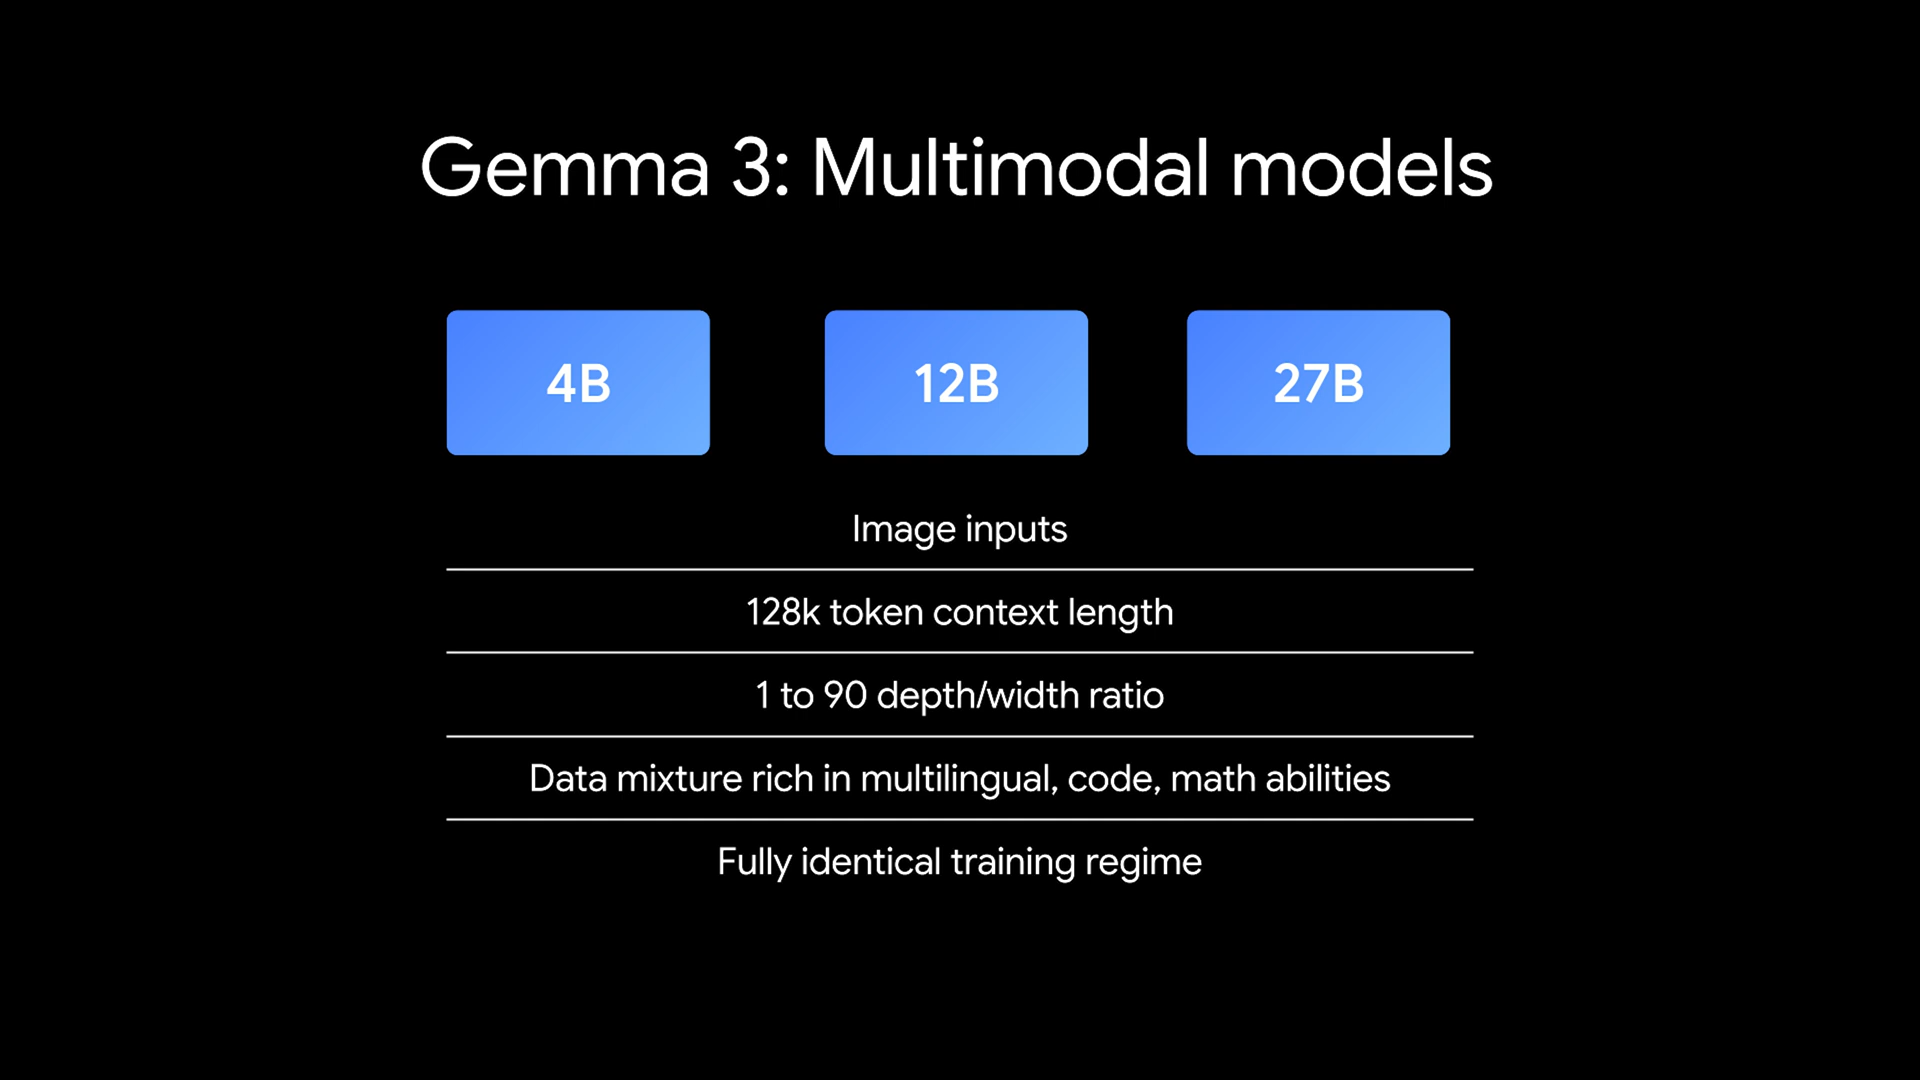 Gemma 3: Multimodal models
4B
12B
27B
Image inputs
128k token context length
1 to 90 depth/width ratio
Data mixture rich in multilingual, code, math abilities
Fully identical training regime